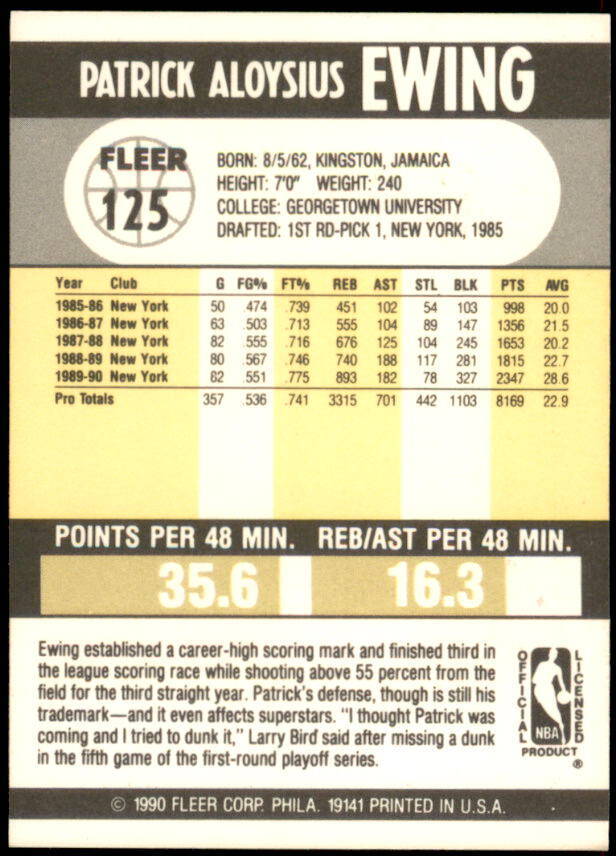 PATRICK ALOYSIUS EWING
FLEER
125
BORN: 8/5/62, KINGSTON, JAMAICA
HEIGHT: 7'0" WEIGHT: 240
COLLEGE: GEORGETOWN UNIVERSITY
DRAFTED: 1ST RD-PICK 1, NEW YORK, 1985
Year Club G FG% FT% REB AST STL BLK PTS AVG
1985-86 New York 50 .474 .739 451 102 54 103 998 20.0
1986-87 New York 63 .503 .713 555 104 89 147 1356 21.5
1987-88 New York 82 .555 .716 676 125 104 245 1653 20.2
1988-89 New York 80 .567 .746 740 188 117 281 1815 22.7
1989-90 New York 82 .551 .775 893 182 78 327 2347 28.6
Pro Totals 357 .536 .741 3315 701 442 1103 8169 22.9
POINTS PER 48 MIN. REB/AST PER 48 MIN.
35.6 16.3
Ewing established a career-high scoring mark and finished third in
the league scoring race while shooting above 55 percent from the
field for the third straight year. Patrick's defense, though is still his
trademark—and it even affects superstars. "I thought Patrick was
coming and I tried to dunk it," Larry Bird said after missing a dunk
in the fifth game of the first-round playoff series.
OFFICIAL
NBA
LICENSED
PRODUCT
®
© 1990 FLEER CORP. PHILA. 19141 PRINTED IN U.S.A.